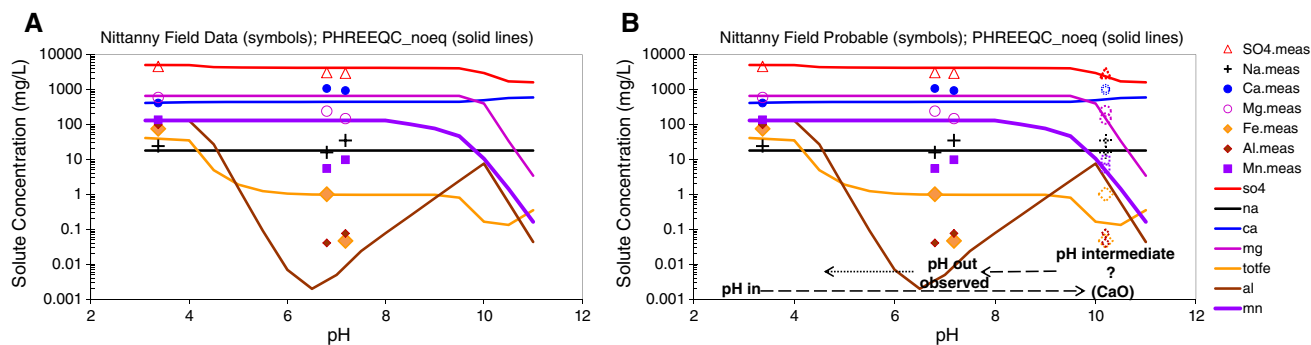 A
Nittanny Field Data (symbols); PHREEQC_noeq (solid lines)
Solute Concentration (mg/L)
10000
1000
100
10
1
0.1
0.01
0.001
2
4
6
8
10
12
pH
B
Nittanny Field Probable (symbols); PHREEQC_noeq (solid lines)
Solute Concentration (mg/L)
10000
1000
100
10
1
0.1
0.01
0.001
pH in
pH out
observed
pH intermediate
?
(CaO)
2
4
6
8
10
12
pH
SO4.meas
Na.meas
Ca.meas
Mg.meas
Fe.meas
Al.meas
Mn.meas
so4
na
ca
mg
totfe
al
mn